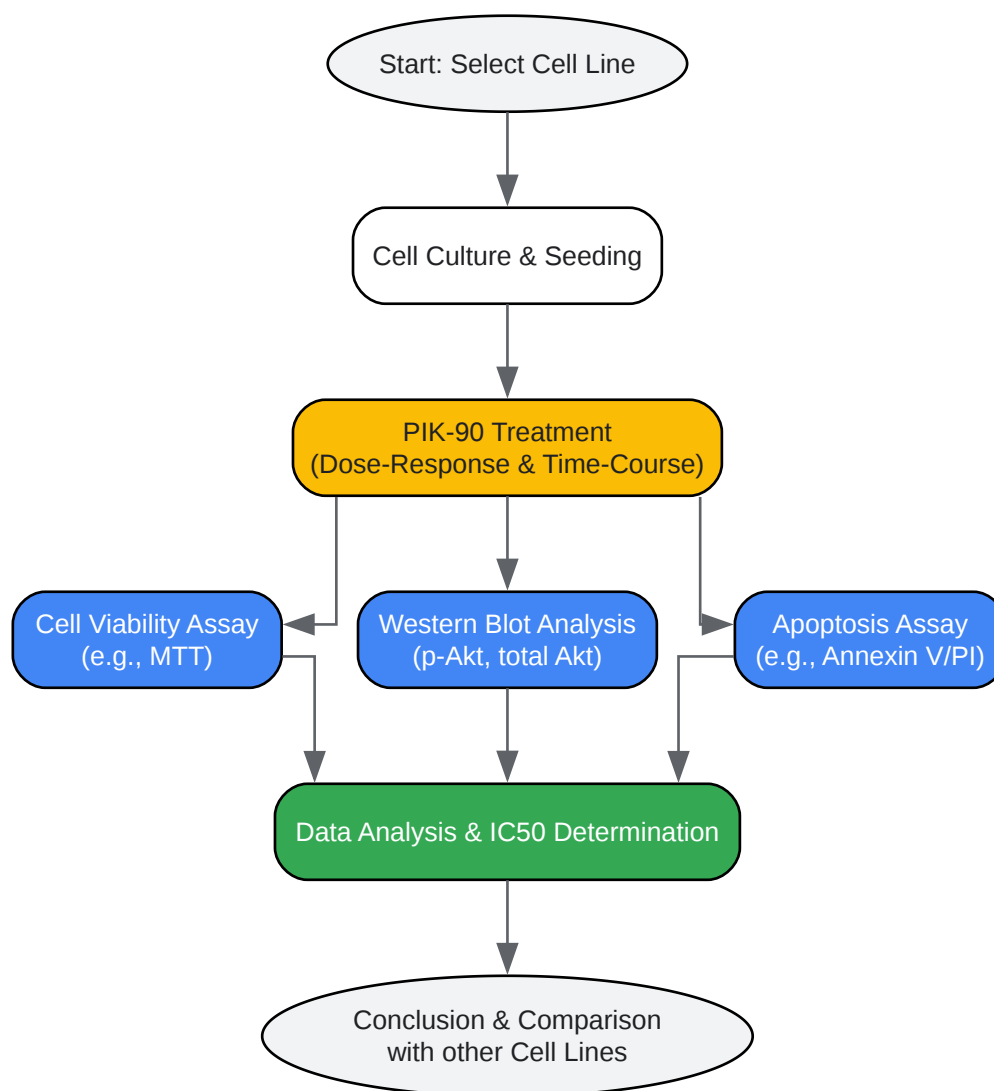 Start: Select Cell Line
Cell Culture & Seeding
PIK-90 Treatment
(Dose-Response & Time-Course)
Cell Viability Assay
(e.g., MTT)
Western Blot Analysis
(p-Akt, total Akt)
Apoptosis Assay
(e.g., Annexin V/PI)
Data Analysis & IC50 Determination
Conclusion & Comparison
with other Cell Lines